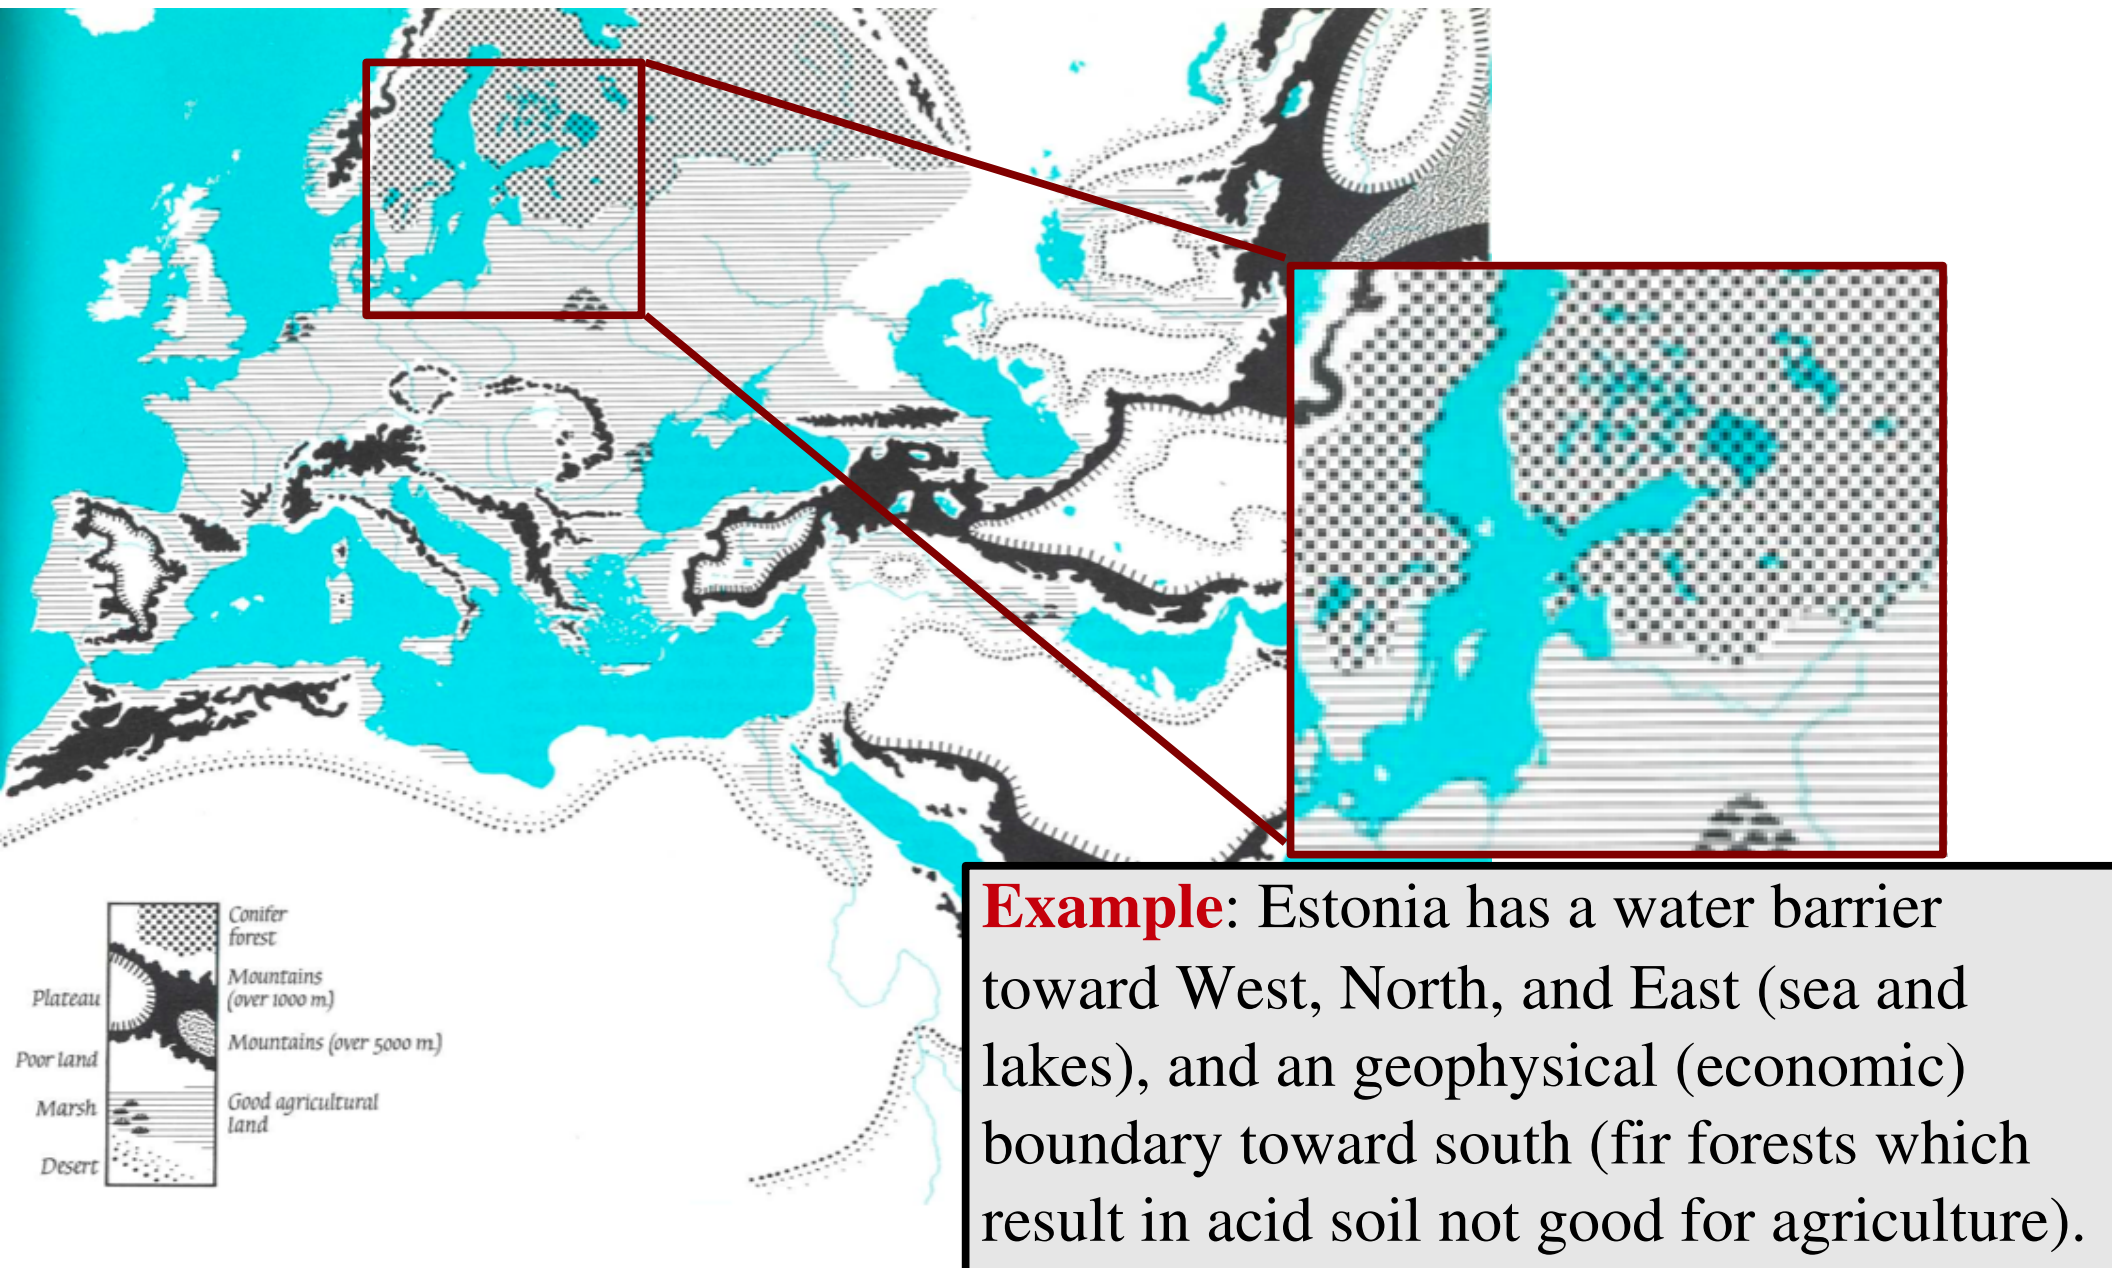 Conifer
forest
Mountains
(over 1000 m.)
Plateau
Mountains (over 5000 m.)
Poor land
Marsh
Good agricultural
land
Desert
Example: Estonia has a water barrier
toward West, North, and East (sea and
lakes), and an geophysical (economic)
boundary toward south (fir forests which
result in acid soil not good for agriculture).